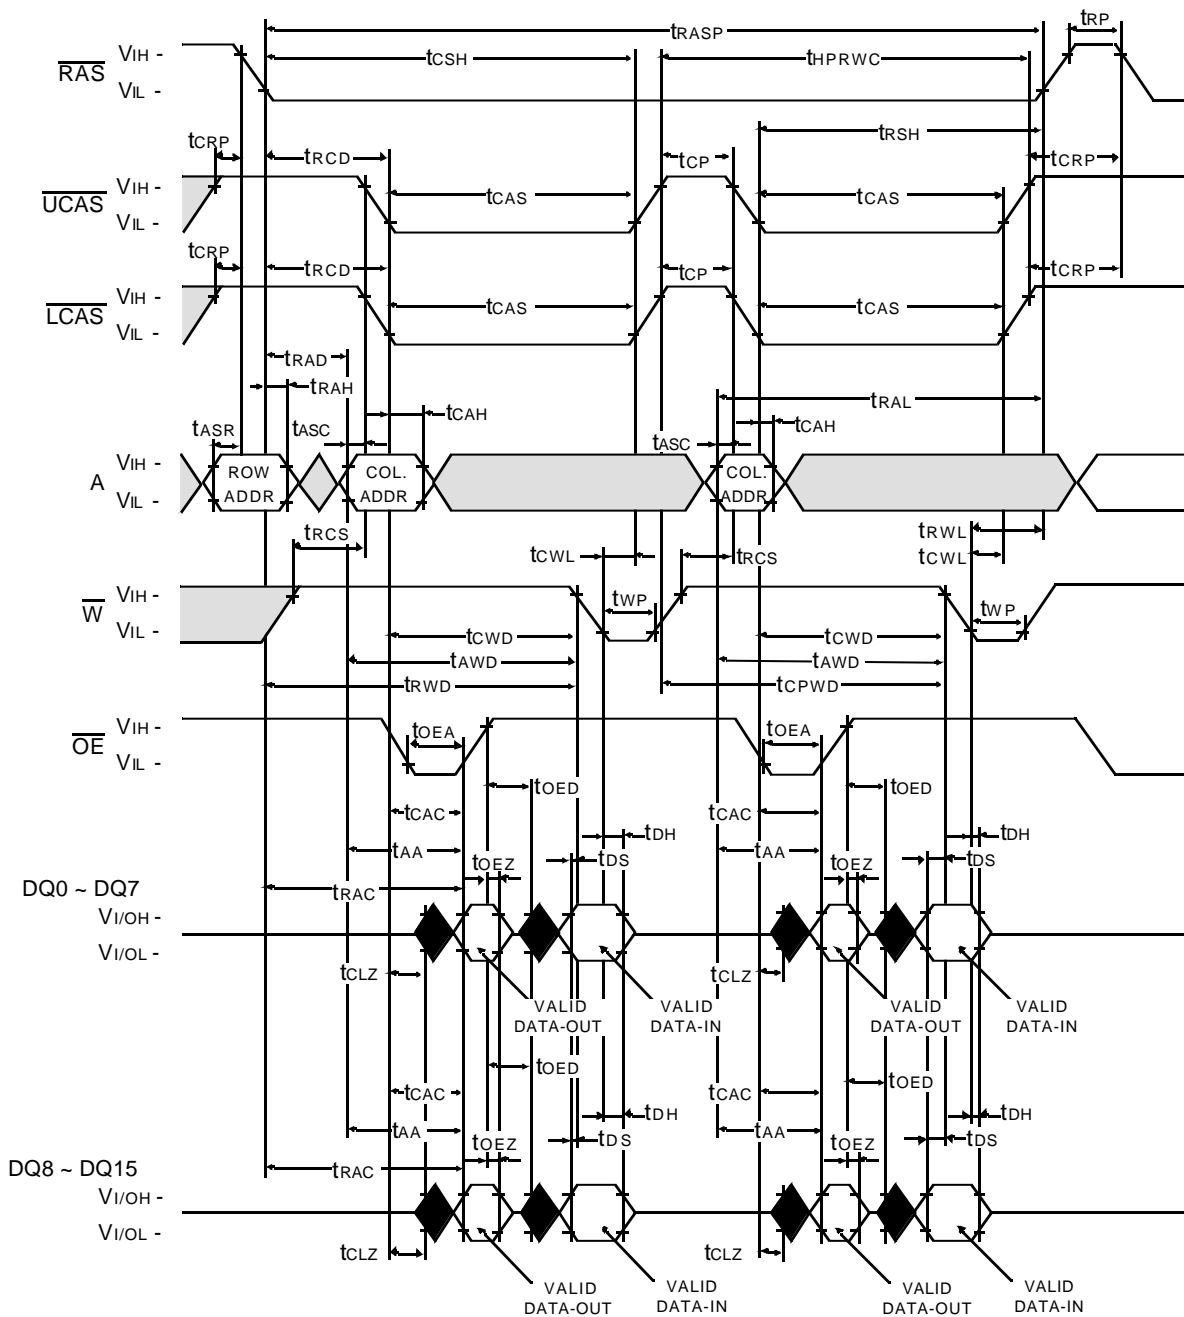 tRP
tRASP
tCSH
tHPRWC
RAS
VIH -
VIL -
tRSH
tCRP
tRCD
tCP
tCRP
UCAS
VIH -
VIL -
tCAS
tCAS
tCRP
tRCD
tCP
tCRP
LCAS
VIH -
VIL -
tCAS
tCAS
tRAD
tRAH
tRAL
tASR
tASC
tCAH
tASC
tCAH
A
VIH -
VIL -
ROW
ADDR
COL.
ADDR
COL.
ADDR
tRCS
tCWL
tRCS
tRWL
tCWL
W
VIH -
VIL -
tWP
tWP
tCWD
tCWD
tAWD
tAWD
tRWD
tCPWD
OE
VIH -
VIL -
tOEA
tOEA
tOED
tOED
tCAC
tCAC
tDH
tDH
tAA
tOEZ
tDS
tAA
tOEZ
tDS
DQ0 ~ DQ7
tRAC
VI/OH -
VI/OL -
tCLZ
tCLZ
VALID
DATA-OUT
VALID
DATA-IN
VALID
DATA-OUT
VALID
DATA-IN
tOED
tOED
tCAC
tCAC
tDH
tDH
tAA
tOEZ
tDS
tAA
tOEZ
tDS
DQ8 ~ DQ15
tRAC
VI/OH -
VI/OL -
tCLZ
tCLZ
VALID
DATA-OUT
VALID
DATA-IN
VALID
DATA-OUT
VALID
DATA-IN